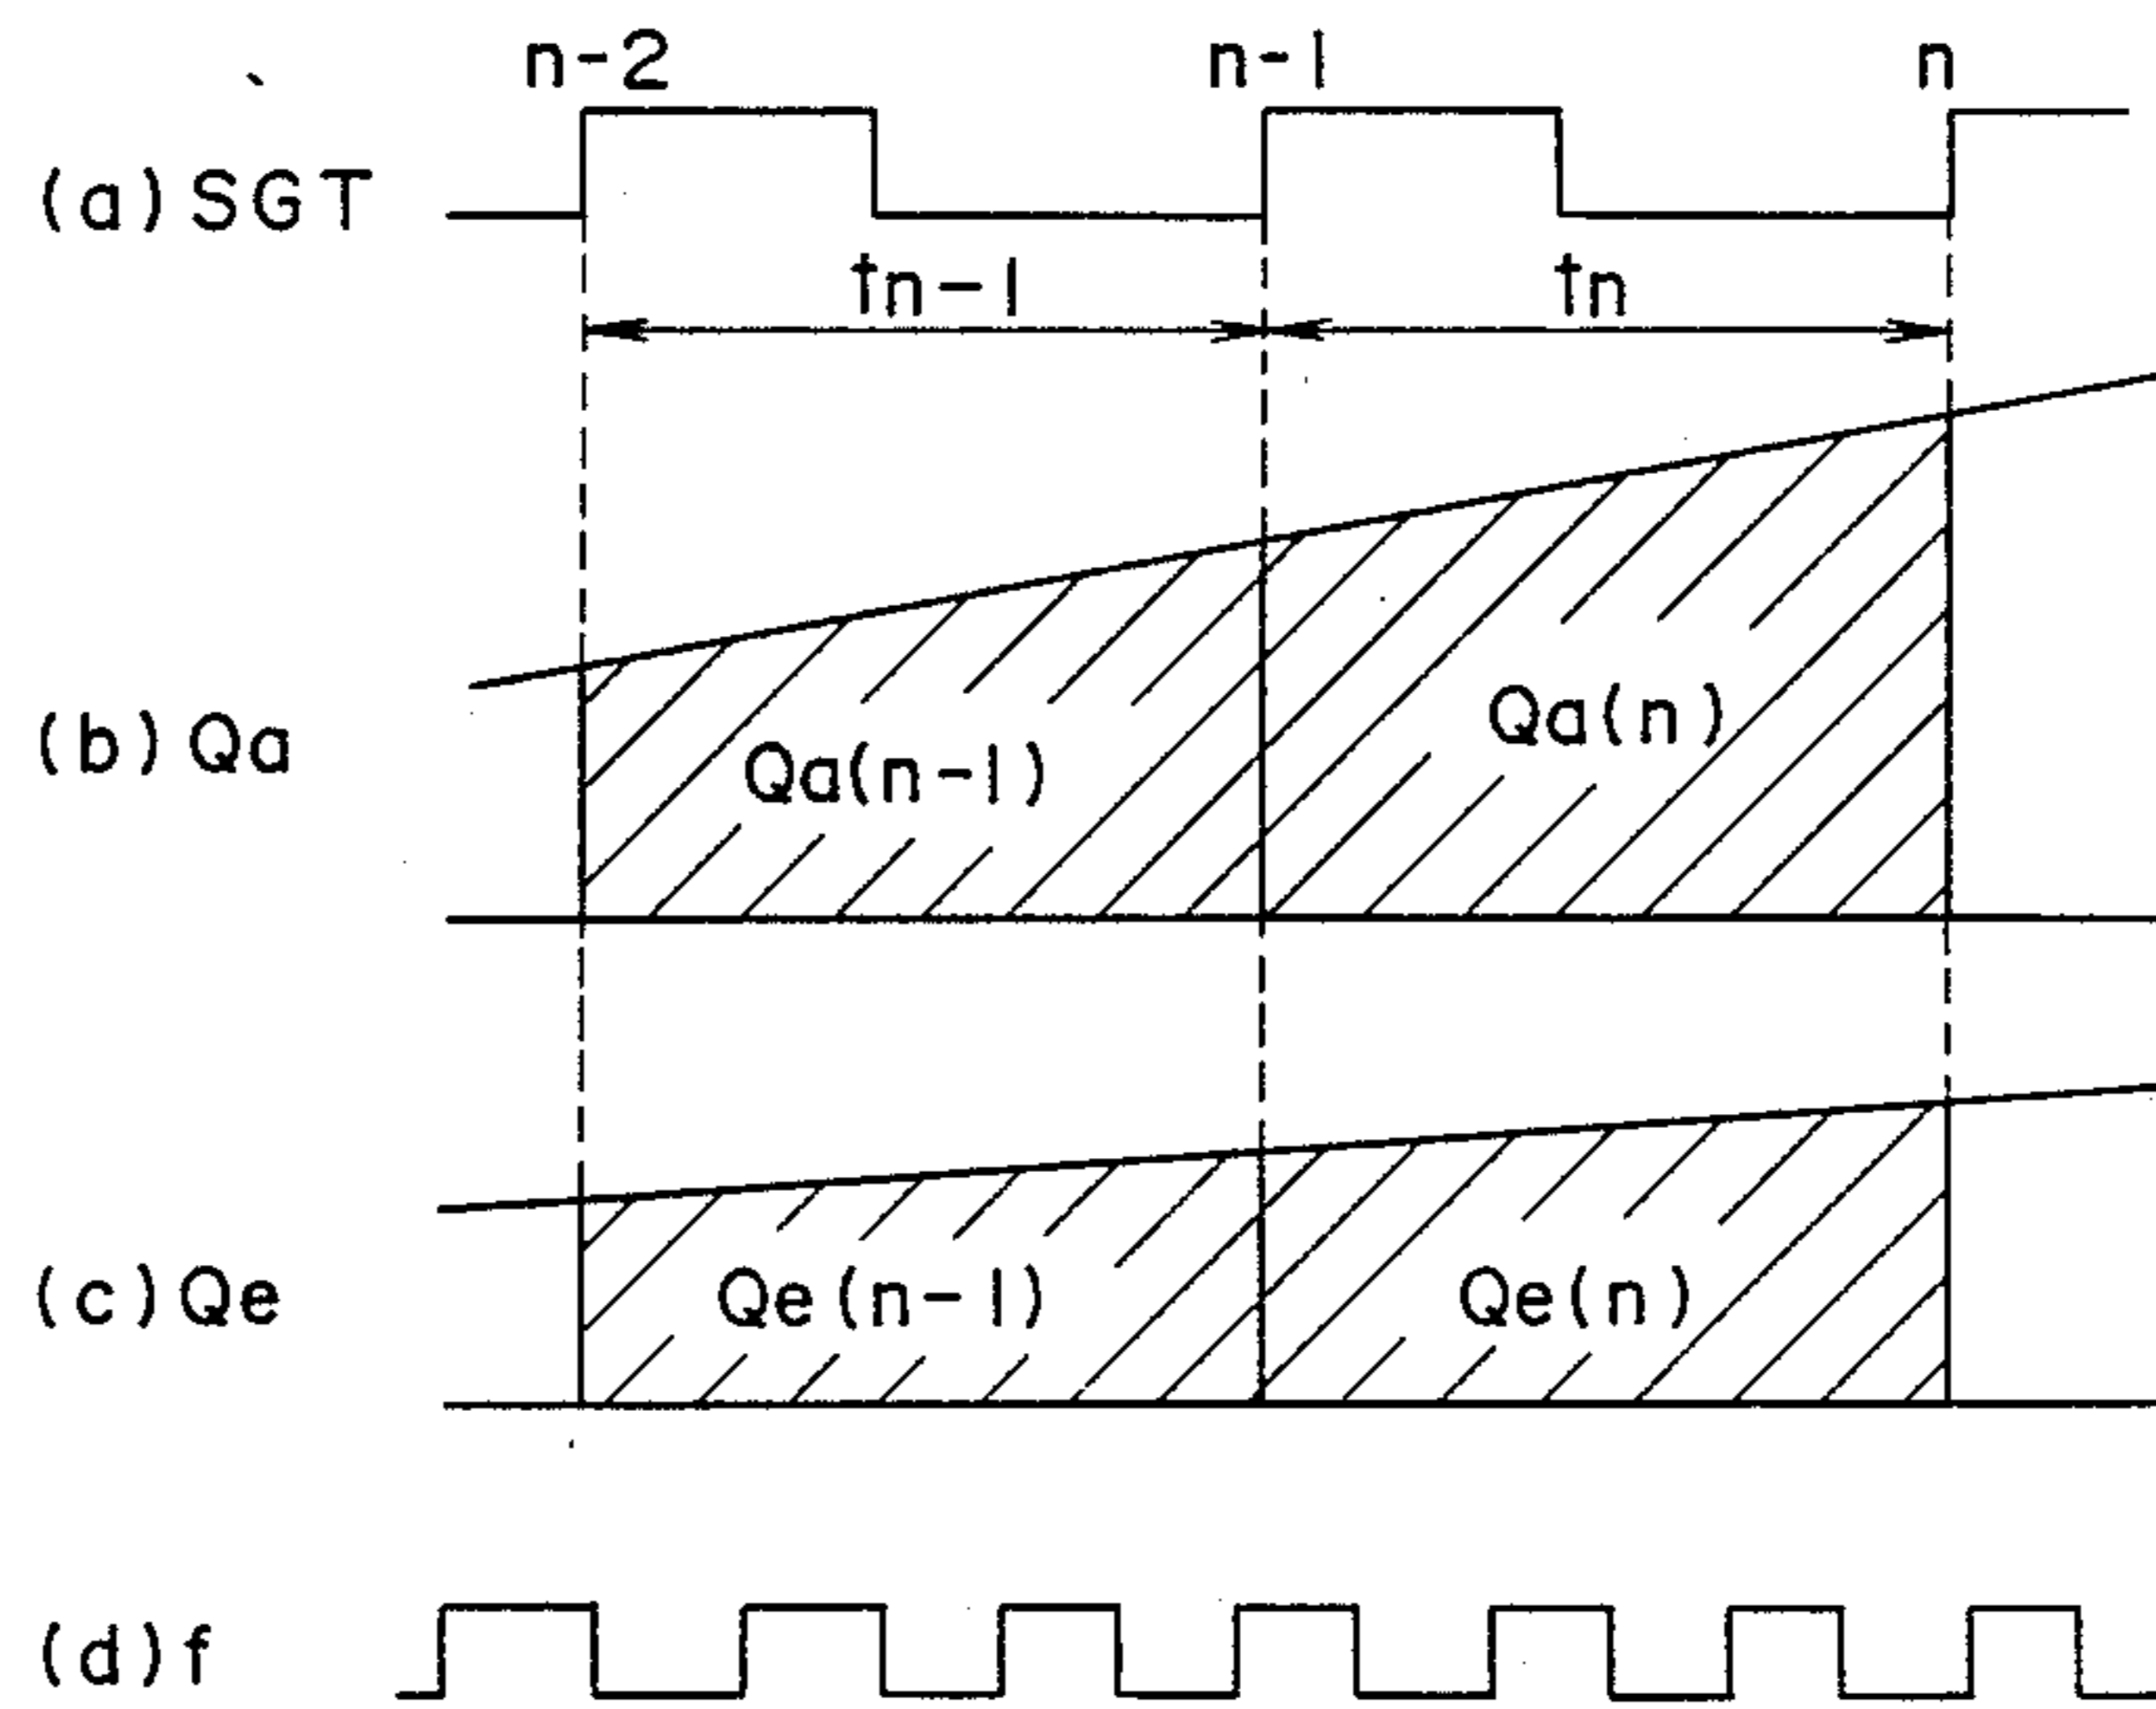 n-2 n-1 n
(a) SGT
tn-1 tn
(b) Qa
Qa(n-1) Qa(n)
(c) Qe
Qe(n-1) Qe(n)
(d) f